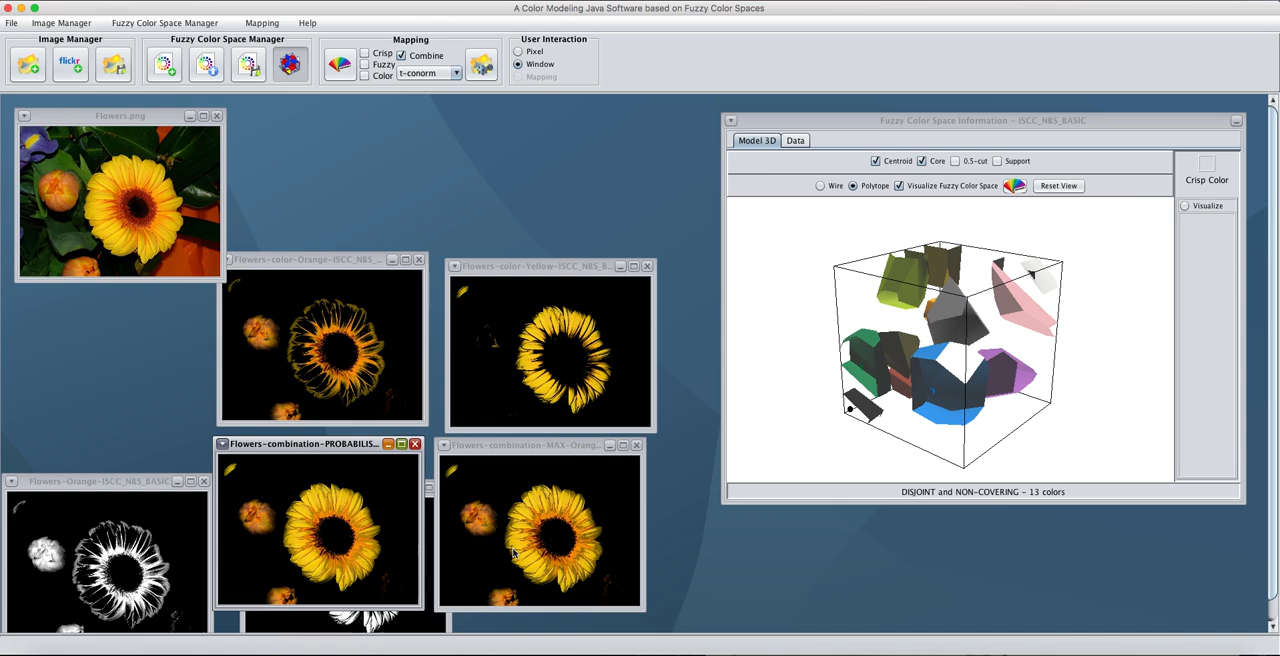 A Color Modeling Java Software based on Fuzzy Color Spaces
File Image Manager Fuzzy Color Space Manager Mapping Help
Image Manager Fuzzy Color Space Manager Mapping User Interaction
flickr
Crisp
Fuzzy
Color
Combine
t-conorm
Pixel
Window
Mapping
Flowers.png
Flowers-color-Orange-ISCC_NBS_...
Flowers-color-Yellow-ISCC_NBS_B...
Flowers-combination-PROBABILIS...
Flowers-combination-MAX-Orang...
Flowers-Orange-ISCC_NBS_BASIC
Fuzzy Color Space Information - ISCC_NBS_BASIC
Model 3D Data
Centroid Core 0.5-cut Support
Wire Polytope Visualize Fuzzy Color Space Reset View
Crisp Color
Visualize
DISJOINT and NON-COVERING - 13 colors